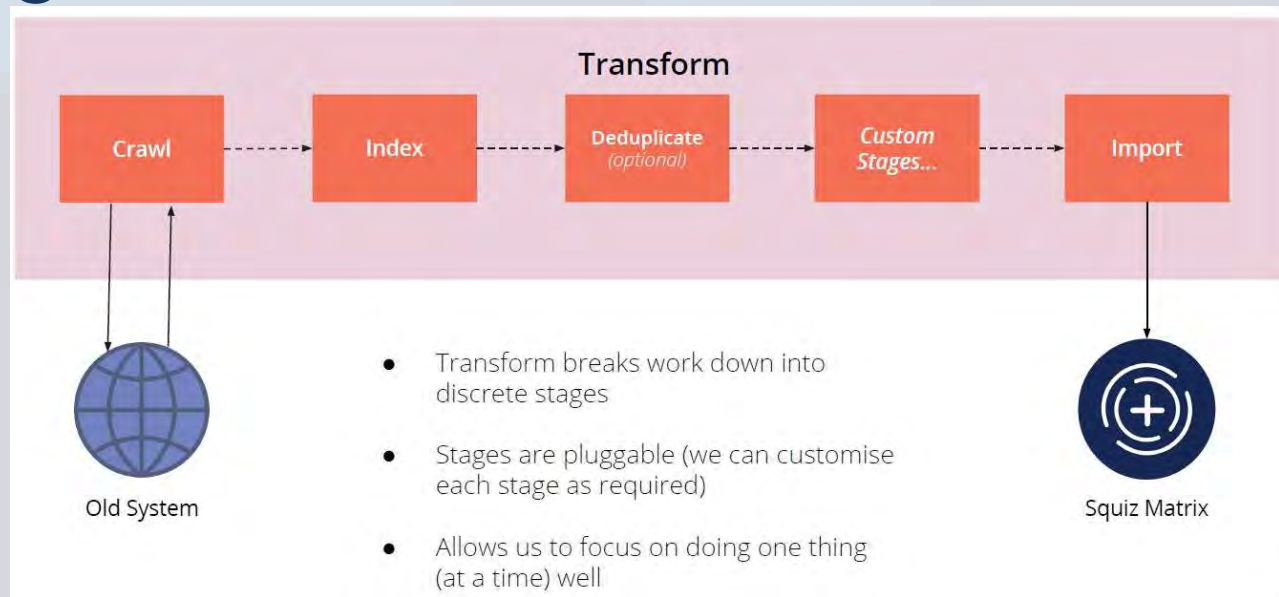 Transform
Crawl
Index
Deduplicate
(optional)
Custom
Stages...
Import
Old System
● Transform breaks work down into
discrete stages
● Stages are pluggable (we can customise
each stage as required)
● Allows us to focus on doing one thing
(at a time) well
Squiz Matrix